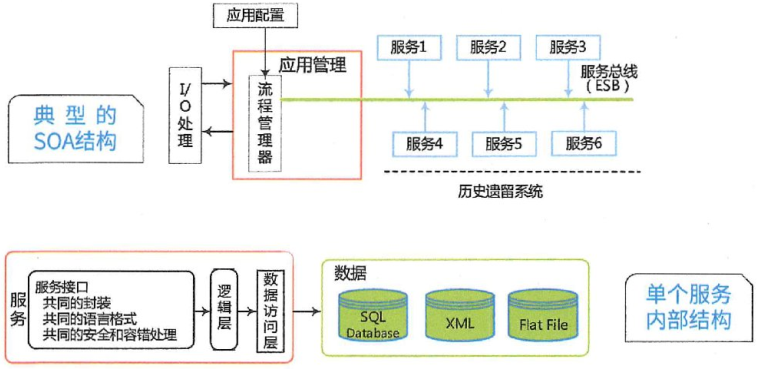 应用配置
典型的
SOA结构
I/O处理
应用管理
流程管理器
服务1
服务2
服务3
服务总线
(ESB)
服务4
服务5
服务6
历史遗留系统
服务
服务接口
共同的封装
共同的语言格式
共同的安全和容错处理
逻辑层
数据访问层
数据
SQL
Database
XML
Flat File
单个服务
内部结构